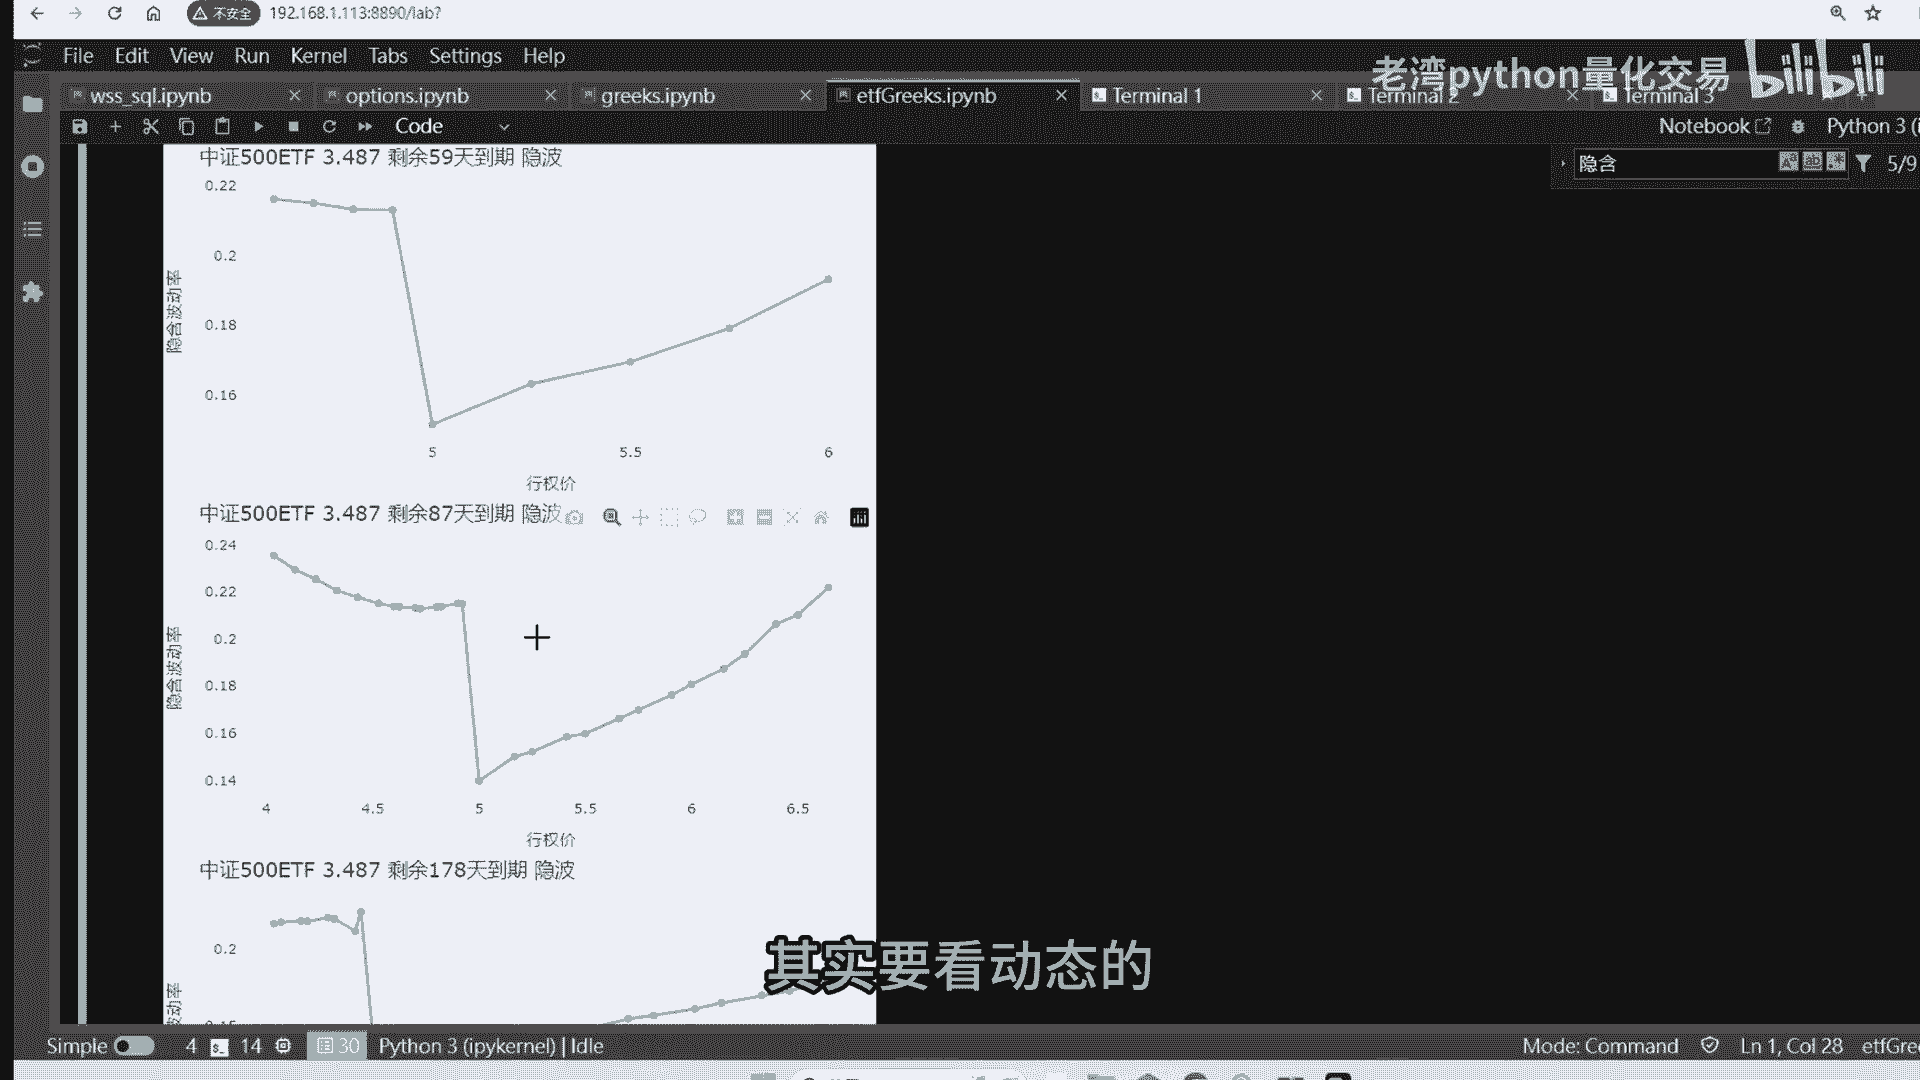 不安全 192.168.1.113:8890/lab?
File Edit View Run Kernel Tabs Settings Help
老湾python量化交易 bilibili
wss_sql.ipynb options.ipynb greeks.ipynb etfGreeks.ipynb Terminal 1 Terminal 2 Terminal 3
Code Notebook Python 3 (i
隐含 5/9
中证500ETF 3.487 剩余59天到期 隐波
0.22
0.2
0.18
0.16
隐含波动率
5 5.5 6
行权价
中证500ETF 3.487 剩余87天到期 隐波
0.24
0.22
0.2
0.18
0.16
0.14
隐含波动率
4 4.5 5 5.5 6 6.5
行权价
中证500ETF 3.487 剩余178天到期 隐波
0.2
波动率
其实要看动态的
Simple 4 14 30 Python 3 (ipykernel) | Idle Mode: Command Ln 1, Col 28 etfGre